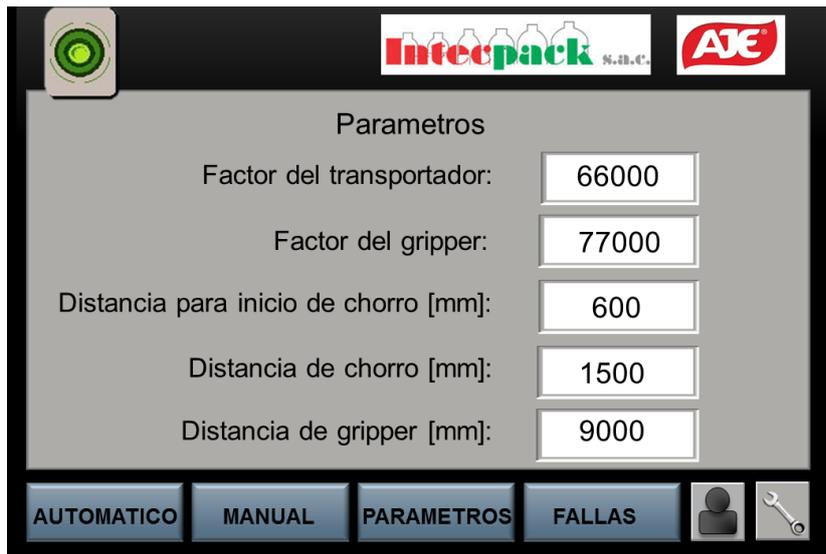 Intecpack s.a.c.
AJE®
Parametros
Factor del transportador: 66000
Factor del gripper: 77000
Distancia para inicio de chorro [mm]: 600
Distancia de chorro [mm]: 1500
Distancia de gripper [mm]: 9000
AUTOMATICO MANUAL PARAMETROS FALLAS